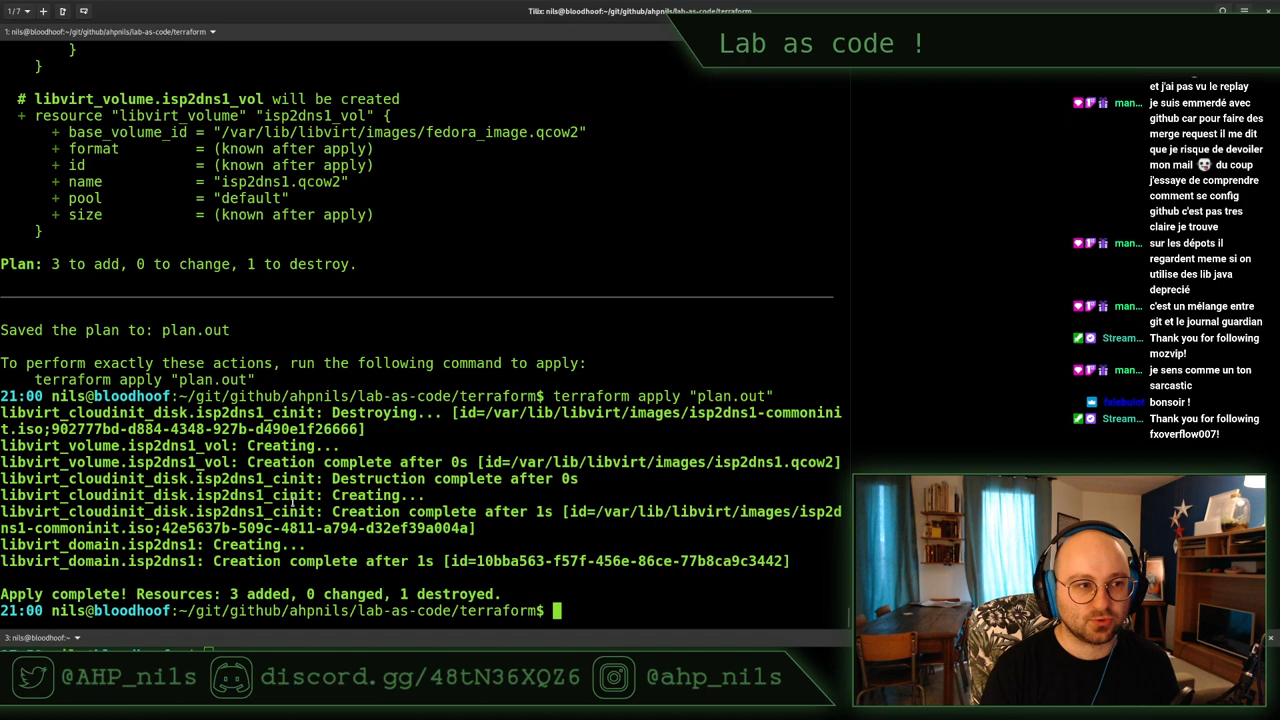 1/7
Tilix: nils@bloodhoof:~/git/github/ahpnils/lab-as-code/terraform
1: nils@bloodhoof:~/git/github/ahpnils/lab-as-code/terraform
Lab as code !
}
}
# libvirt_volume.isp2dns1_vol will be created
+ resource "libvirt_volume" "isp2dns1_vol" {
+ base_volume_id = "/var/lib/libvirt/images/fedora_image.qcow2"
+ format = (known after apply)
+ id = (known after apply)
+ name = "isp2dns1.qcow2"
+ pool = "default"
+ size = (known after apply)
}
Plan: 3 to add, 0 to change, 1 to destroy.
Saved the plan to: plan.out
To perform exactly these actions, run the following command to apply:
terraform apply "plan.out"
21:00 nils@bloodhoof:~/git/github/ahpnils/lab-as-code/terraform$ terraform apply "plan.out"
libvirt_cloudinit_disk.isp2dns1_cinit: Destroying... [id=/var/lib/libvirt/images/isp2dns1-commonini
t.iso;902777bd-d884-4348-927b-d490e1f26666]
libvirt_volume.isp2dns1_vol: Creating...
libvirt_volume.isp2dns1_vol: Creation complete after 0s [id=/var/lib/libvirt/images/isp2dns1.qcow2]
libvirt_cloudinit_disk.isp2dns1_cinit: Destruction complete after 0s
libvirt_cloudinit_disk.isp2dns1_cinit: Creating...
libvirt_cloudinit_disk.isp2dns1_cinit: Creation complete after 1s [id=/var/lib/libvirt/images/isp2d
ns1-commoninit.iso;42e5637b-509c-4811-a794-d32ef39a004a]
libvirt_domain.isp2dns1: Creating...
libvirt_domain.isp2dns1: Creation complete after 1s [id=10bba563-f57f-456e-86ce-77b8ca9c3442]
Apply complete! Resources: 3 added, 0 changed, 1 destroyed.
21:00 nils@bloodhoof:~/git/github/ahpnils/lab-as-code/terraform$
3: nils@bloodhoof:~
et j'ai pas vu le replay
man... je suis emmerdé avec
github car pour faire des
merge request il me dit
que je risque de devoiler
mon mail du coup
j'essaye de comprendre
comment se config
github c'est pas tres
claire je trouve
man... sur les dépots il
regardent meme si on
utilise des lib java
deprecié
man... c'est un mélange entre
git et le journal guardian
Stream... Thank you for following
mozvip!
man... je sens comme un ton
sarcastic
bonsoir !
Stream... Thank you for following
fxoverflow007!
@AHP_nils
discord.gg/48tN36XQZ6
@ahp_nils